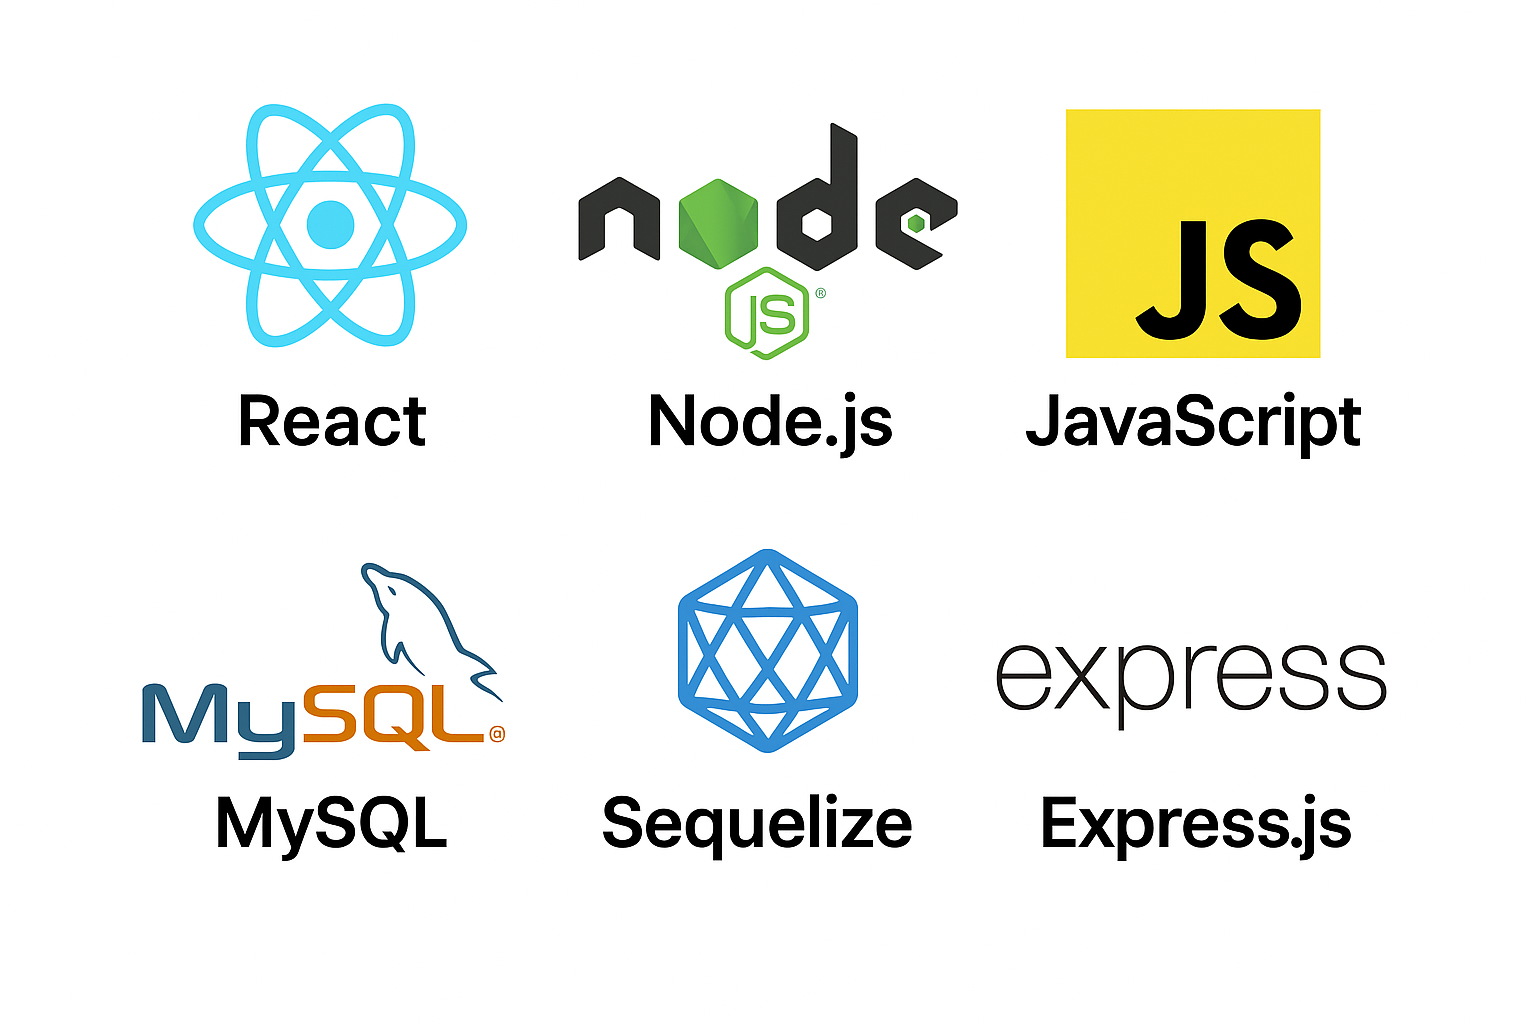 node
JS®
JS
React
Node.js
JavaScript
MySQL@
express
MySQL
Sequelize
Express.js